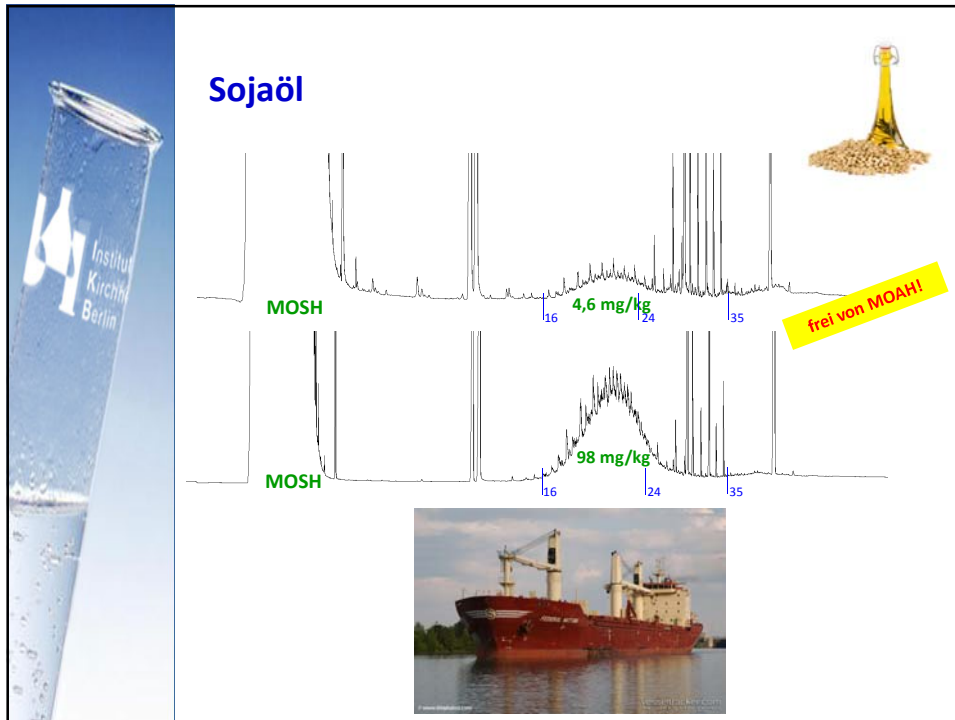 Sojaöl
Institut
Kirchho
Berlin
MOSH
4,6 mg/kg
16
24
35
frei von MOAH!
MOSH
98 mg/kg
16
24
35